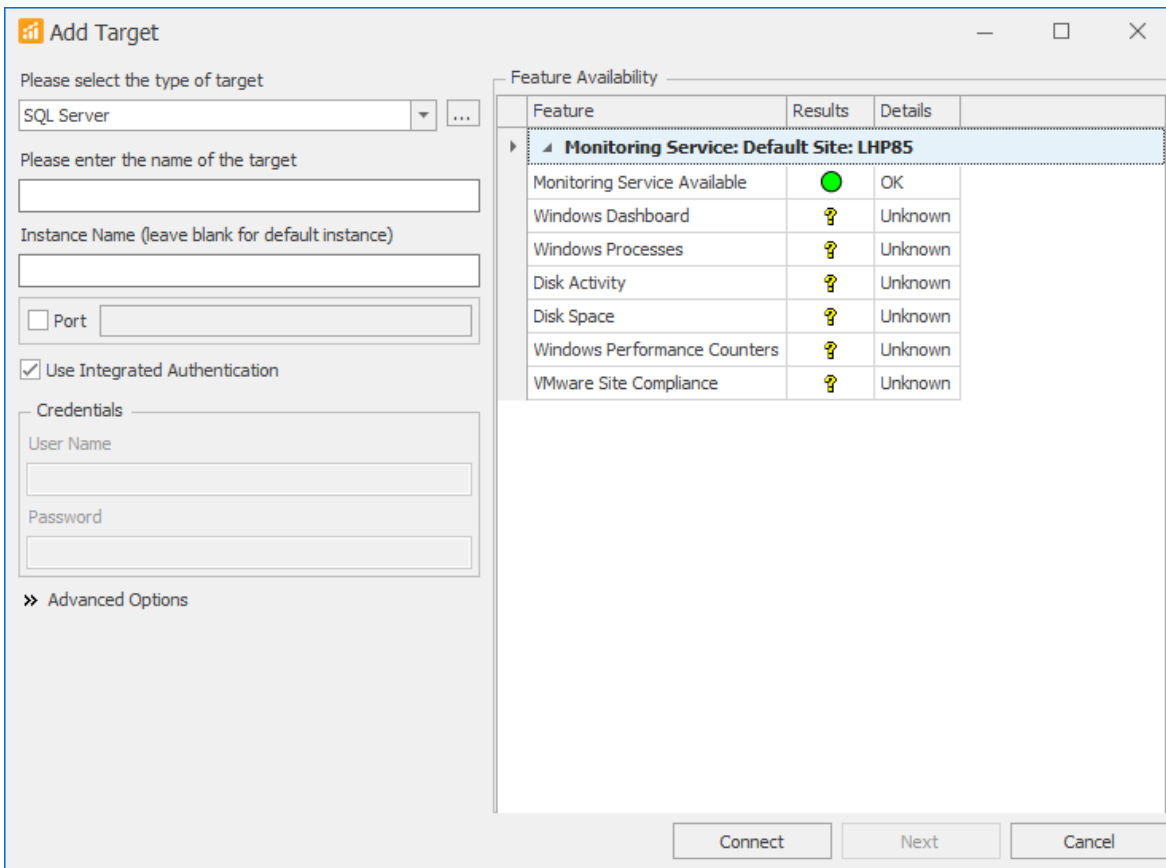 Add Target
Please select the type of target
SQL Server
...
Please enter the name of the target
Instance Name (leave blank for default instance)
Port
Use Integrated Authentication
Credentials
User Name
Password
Advanced Options
Feature Availability
Feature Results Details
Monitoring Service: Default Site: LHP85
Monitoring Service Available OK
Windows Dashboard ? Unknown
Windows Processes ? Unknown
Disk Activity ? Unknown
Disk Space ? Unknown
Windows Performance Counters ? Unknown
VMware Site Compliance ? Unknown
Connect Next Cancel